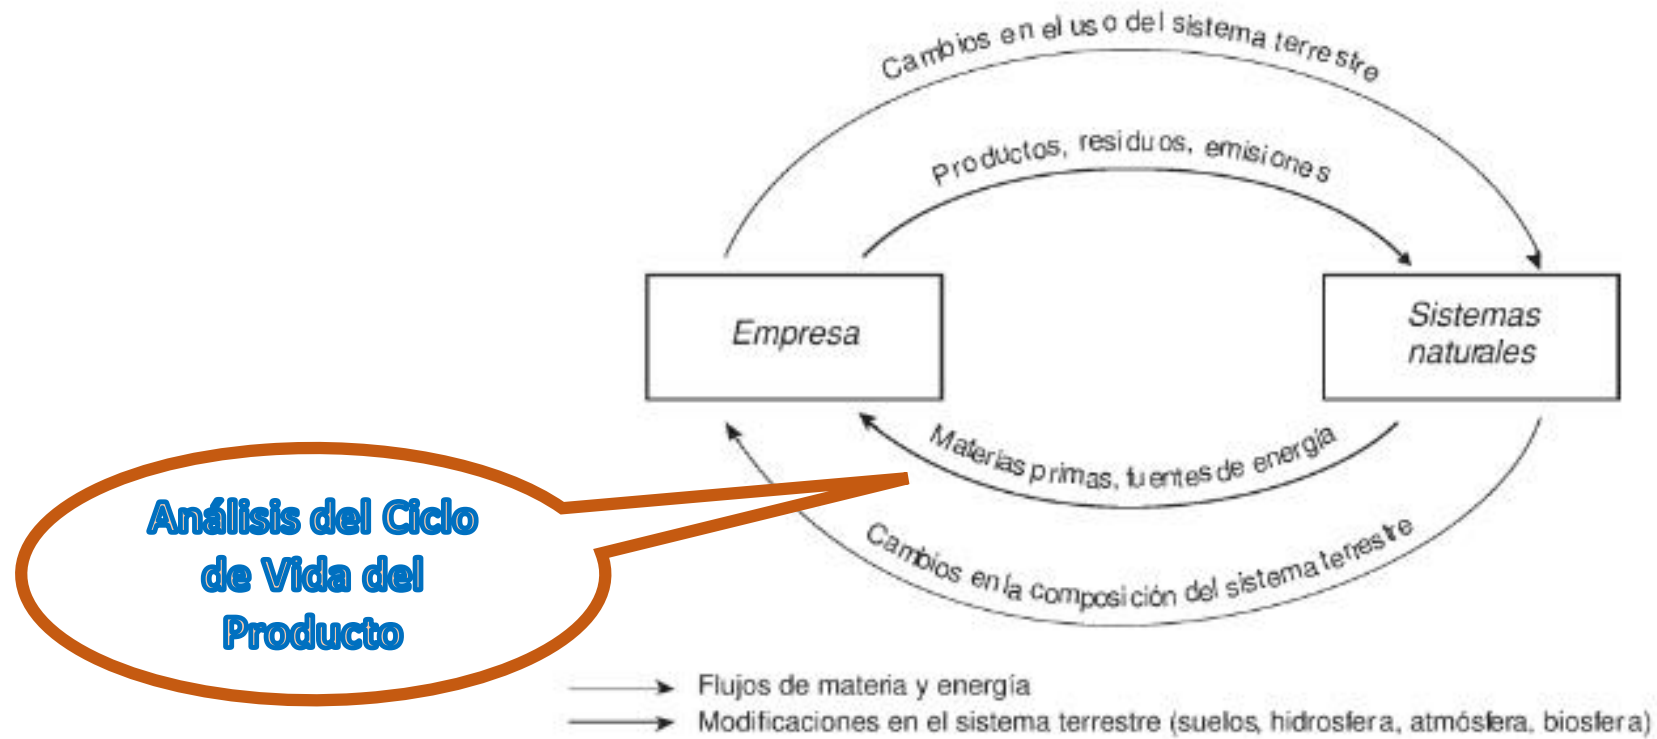 Cambios en el uso del sistema terrestre
Productos, residuos, emisiones
Empresa
Sistemas
naturales
Materias primas, fuentes de energía
Cambios en la composición del sistema terrestre
Análisis del Ciclo
de Vida del
Producto
Flujos de materia y energía
Modificaciones en el sistema terrestre (suelos, hidrosfera, atmósfera, biosfera)